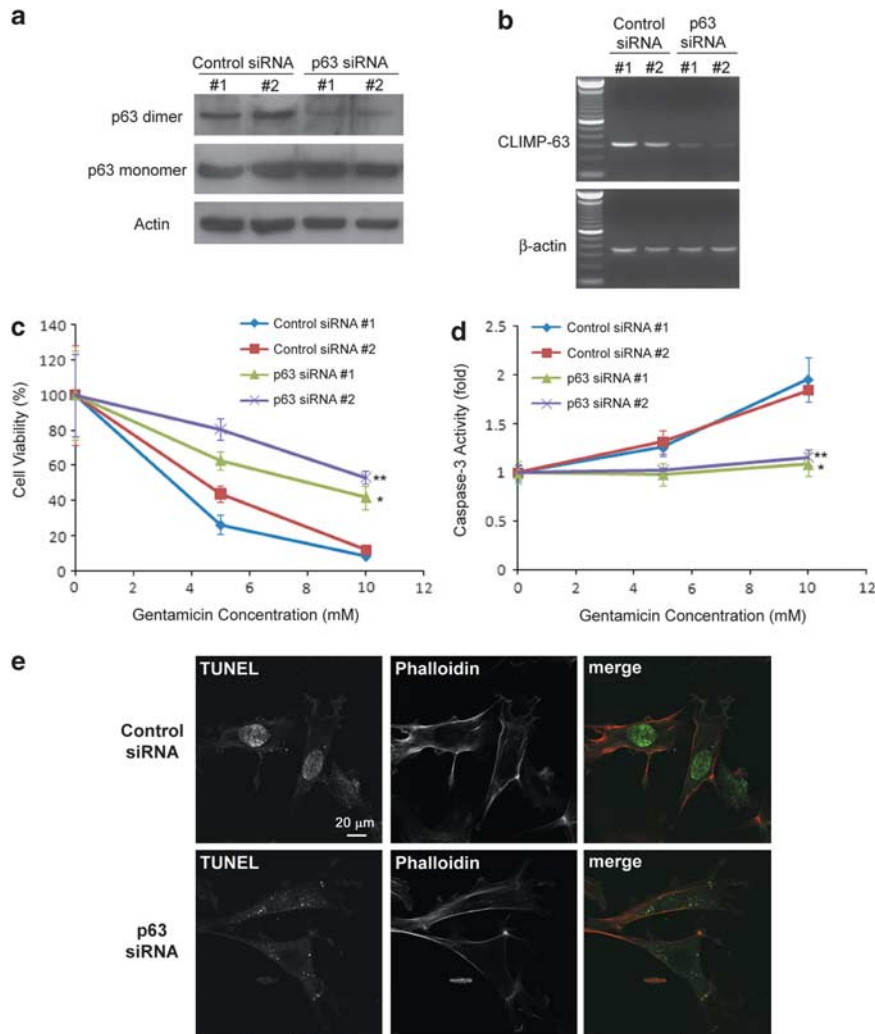 a
Control siRNA p63 siRNA
#1 #2 #1 #2
p63 dimer
p63 monomer
Actin
b
Control siRNA p63 siRNA
#1 #2 #1 #2
CLIMP-63
β-actin
c
Control siRNA #1
Control siRNA #2
p63 siRNA #1
p63 siRNA #2
140
120
100
80
60
40
20
0
Cell Viability (%)
**
*
0 2 4 6 8 10 12
Gentamicin Concentration (mM)
d
Control siRNA #1
Control siRNA #2
p63 siRNA #1
p63 siRNA #2
2.5
2
1.5
1
0.5
0
Caspase-3 Activity (fold)
**
*
0 2 4 6 8 10 12
Gentamicin Concentration (mM)
e
TUNEL Phalloidin merge
Control siRNA
20 μm
TUNEL Phalloidin merge
p63 siRNA